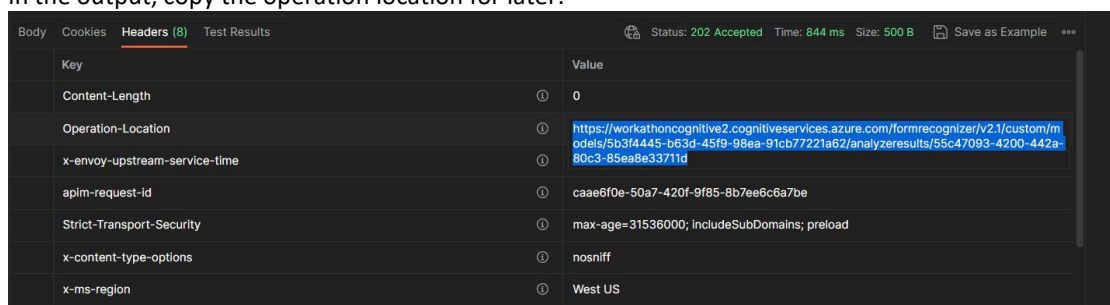 in the output, copy the operation location for later.
Body Cookies Headers (8) Test Results Status: 202 Accepted Time: 844 ms Size: 500 B Save as Example
Key Value
Content-Length 0
Operation-Location https://workathoncognitive2.cognitiveservices.azure.com/formrecognizer/v2.1/custom/m
odels/5b3f4445-b63d-45f9-98ea-91cb77221a62/analyzeresults/55c47093-4200-442a-
x-envoy-upstream-service-time 80c3-85ea8e33711d
apim-request-id caae6f0e-50a7-420f-9f85-8b7ee6c6a7be
Strict-Transport-Security max-age=31536000; includeSubDomains; preload
x-content-type-options nosniff
x-ms-region West US